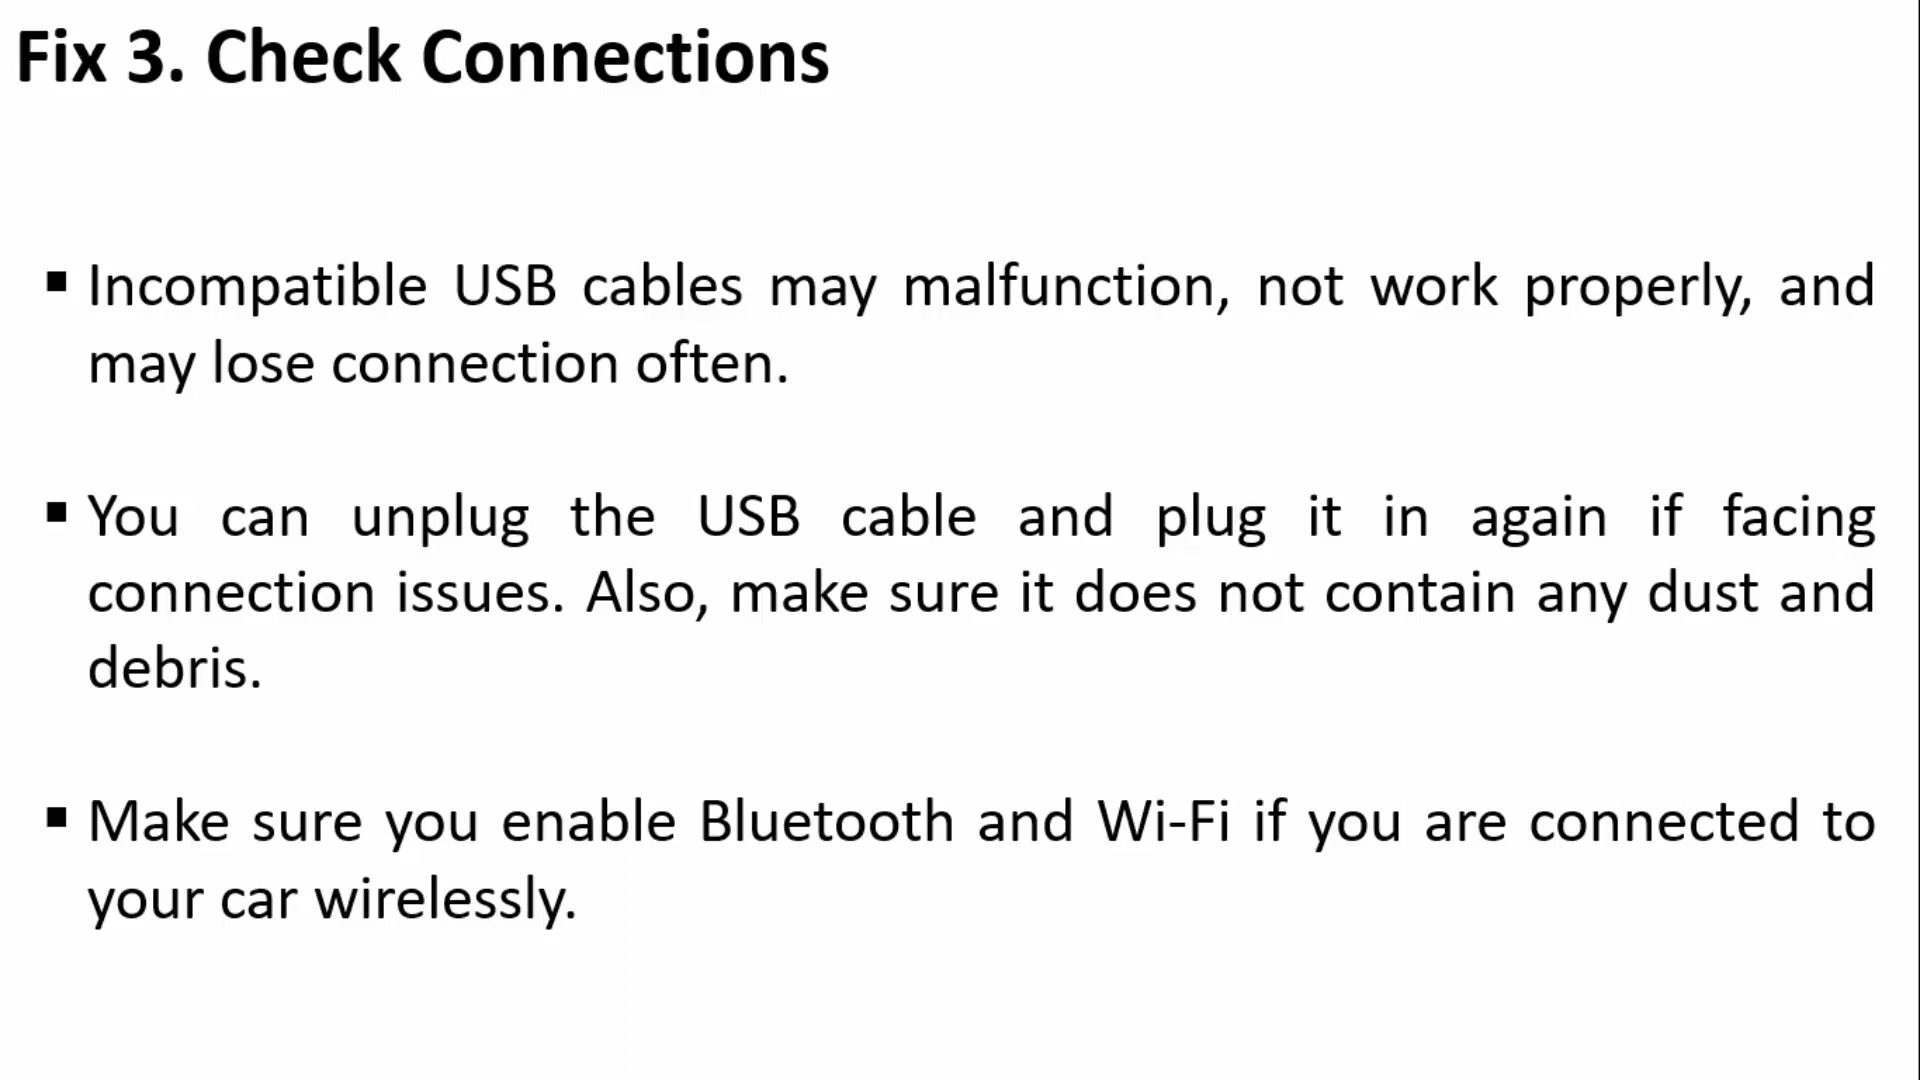 Fix 3. Check Connections
▪ Incompatible USB cables may malfunction, not work properly, and
may lose connection often.
▪ You can unplug the USB cable and plug it in again if facing
connection issues. Also, make sure it does not contain any dust and
debris.
▪ Make sure you enable Bluetooth and Wi-Fi if you are connected to
your car wirelessly.